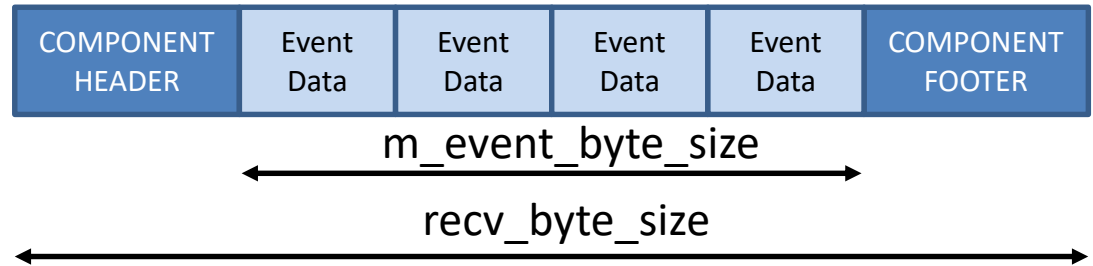 COMPONENT HEADER
Event Data
Event Data
Event Data
Event Data
COMPONENT FOOTER
m_event_byte_size
recv_byte_size